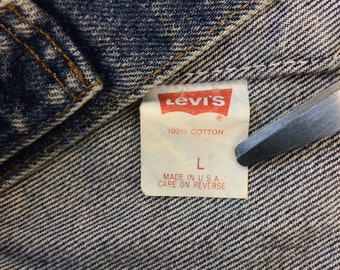 Levi's
®
100% COTTON
L
MADE IN U.S.A.
CARE ON REVERSE